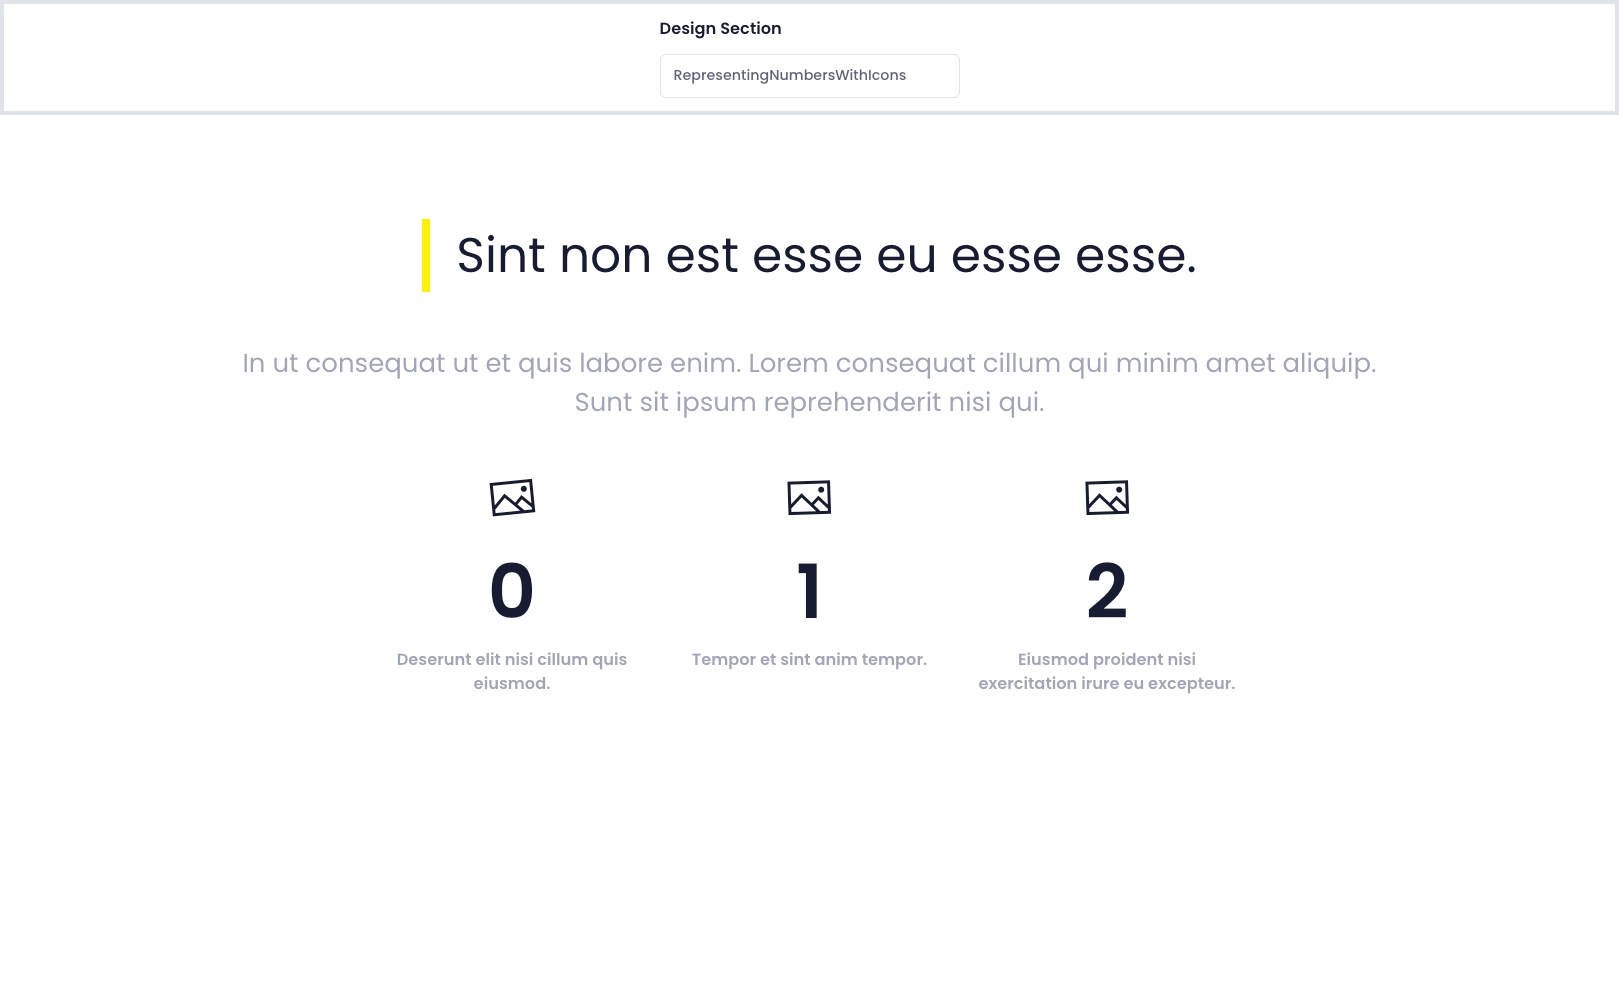 Design Section
RepresentingNumbersWithIcons
Sint non est esse eu esse esse.
In ut consequat ut et quis labore enim. Lorem consequat cillum qui minim amet aliquip.
Sunt sit ipsum reprehenderit nisi qui.
0
Deserunt elit nisi cillum quis
eiusmod.
1
Tempor et sint anim tempor.
2
Eiusmod proident nisi
exercitation irure eu excepteur.